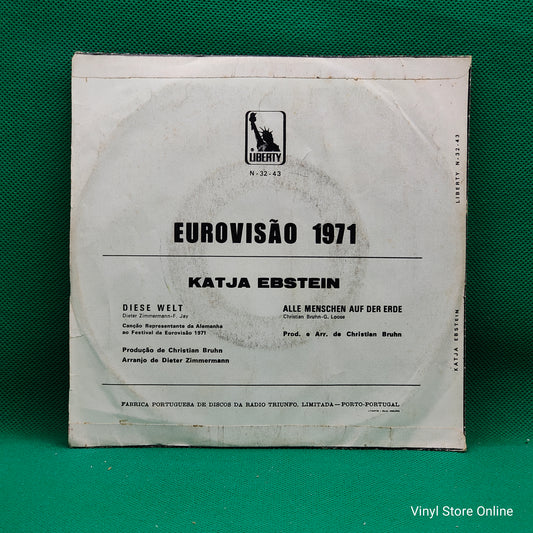 LIBERTY
N-32-43
EUROVISÃO 1971
KATJA EBSTEIN
DIESE WELT
Dieter Zimmermann-F. Jay
Canção Representante da Alemanha
ao Festival da Eurovisão 1971
Produção de Christian Bruhn
Arranjo de Dieter Zimmermann
ALLE MENSCHEN AUF DER ERDE
Christian Bruhn-G. Loose
Prod. e Arr. de Christian Bruhn
FABRICA PORTUGUESA DE DISCOS DA RADIO TRIUNFO, LIMITADA — PORTO-PORTUGAL
LIBERTY N-32-43
KATJA EBSTEIN
Vinyl Store Online